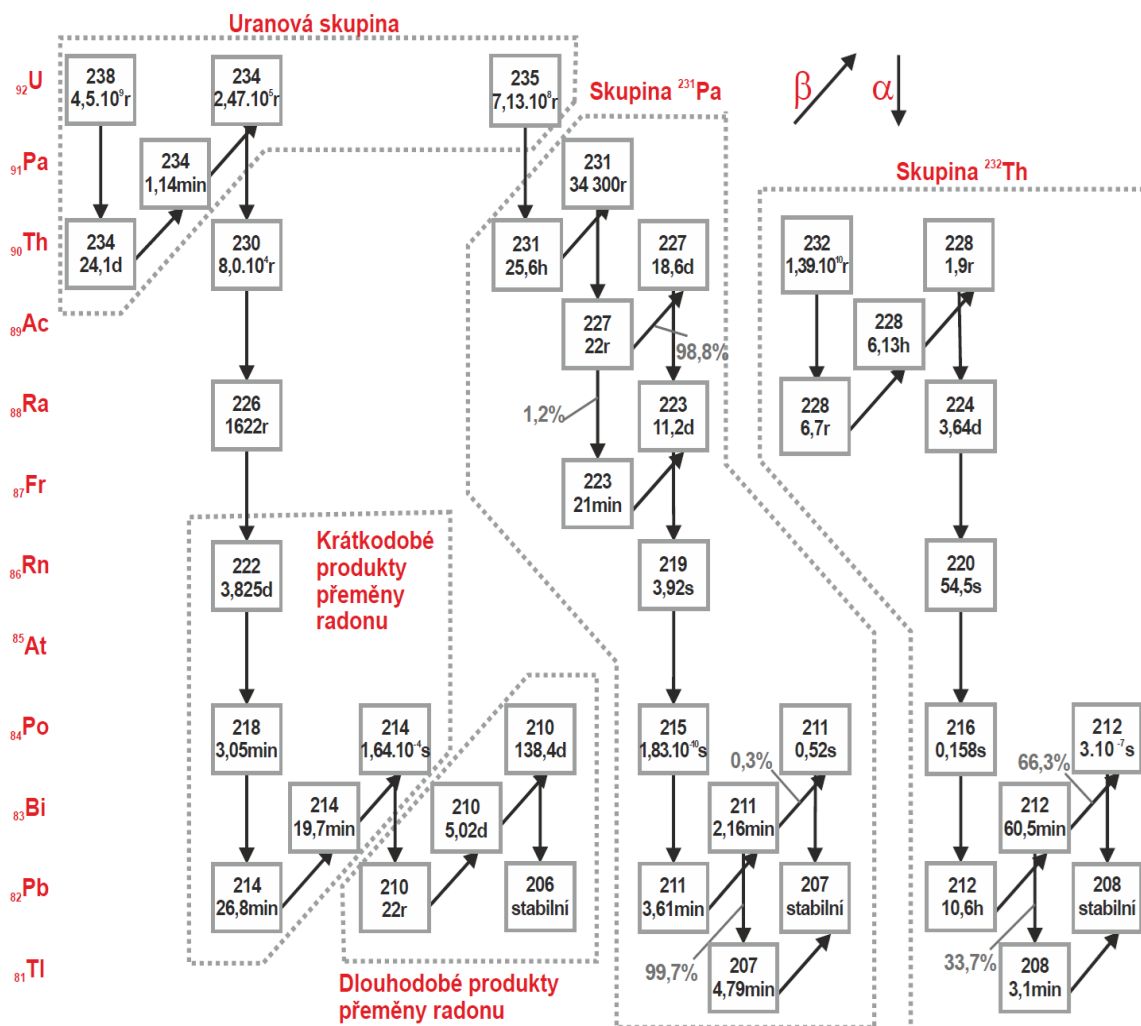 Uranová skupina
₉₂U
238
4,5.10⁹r
234
2,47.10⁵r
235
7,13.10⁸r
Skupina ²³¹Pa
β
α
₉₁Pa
234
1,14min
231
34 300r
Skupina ²³²Th
₉₀Th
234
24,1d
230
8,0.10⁴r
231
25,6h
227
18,6d
232
1,39.10¹⁰r
228
1,9r
₈₉Ac
227
22r
98,8%
228
6,13h
₈₈Ra
226
1622r
1,2%
223
11,2d
228
6,7r
224
3,64d
₈₇Fr
223
21min
Krátkodobé
produkty
přeměny
radonu
₈₆Rn
222
3,825d
219
3,92s
220
54,5s
⁸⁵At
₈₄Po
218
3,05min
214
1,64.10⁻⁴s
210
138,4d
215
1,83.10⁻¹⁰s
0,3%
211
0,52s
216
0,158s
66,3%
212
3.10⁻⁷s
₈₃Bi
214
19,7min
210
5,02d
211
2,16min
212
60,5min
₈₂Pb
214
26,8min
210
22r
206
stabilní
211
3,61min
207
stabilní
212
10,6h
208
stabilní
₈₁Tl
99,7%
207
4,79min
33,7%
208
3,1min
Dlouhodobé produkty
přeměny radonu